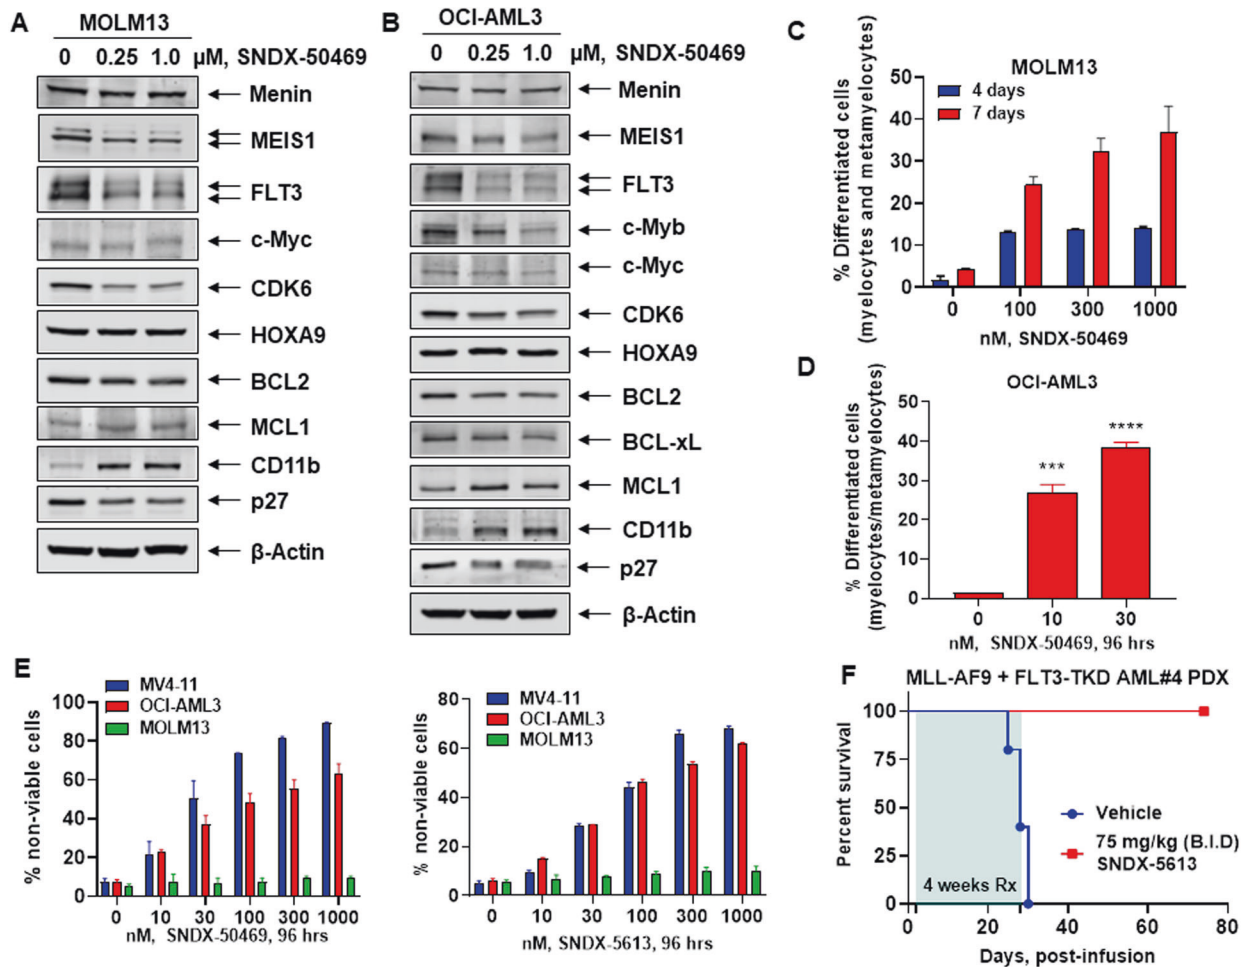 A
MOLM13
0 0.25 1.0 µM, SNDX-50469
Menin
MEIS1
FLT3
c-Myc
CDK6
HOXA9
BCL2
MCL1
CD11b
p27
β-Actin
B
OCI-AML3
0 0.25 1.0 µM, SNDX-50469
Menin
MEIS1
FLT3
c-Myb
c-Myc
CDK6
HOXA9
BCL2
BCL-xL
MCL1
CD11b
p27
β-Actin
C
MOLM13
% Differentiated cells
(myelocytes and metamyelocytes)
50
40
30
20
10
0
4 days
7 days
0 100 300 1000
nM, SNDX-50469
D
OCI-AML3
% Differentiated cells
(myelocytes/metamyelocytes)
50
40
30
20
10
0
***
****
0 10 30
nM, SNDX-50469, 96 hrs
E
MV4-11
OCI-AML3
MOLM13
% non-viable cells
100
80
60
40
20
0
0 10 30 100 300 1000
nM, SNDX-50469, 96 hrs
MV4-11
OCI-AML3
MOLM13
% non-viable cells
80
60
40
20
0
0 10 30 100 300 1000
nM, SNDX-5613, 96 hrs
F
MLL-AF9 + FLT3-TKD AML#4 PDX
Percent survival
100
75
50
25
0
Vehicle
75 mg/kg (B.I.D)
SNDX-5613
4 weeks Rx
0 20 40 60 80
Days, post-infusion